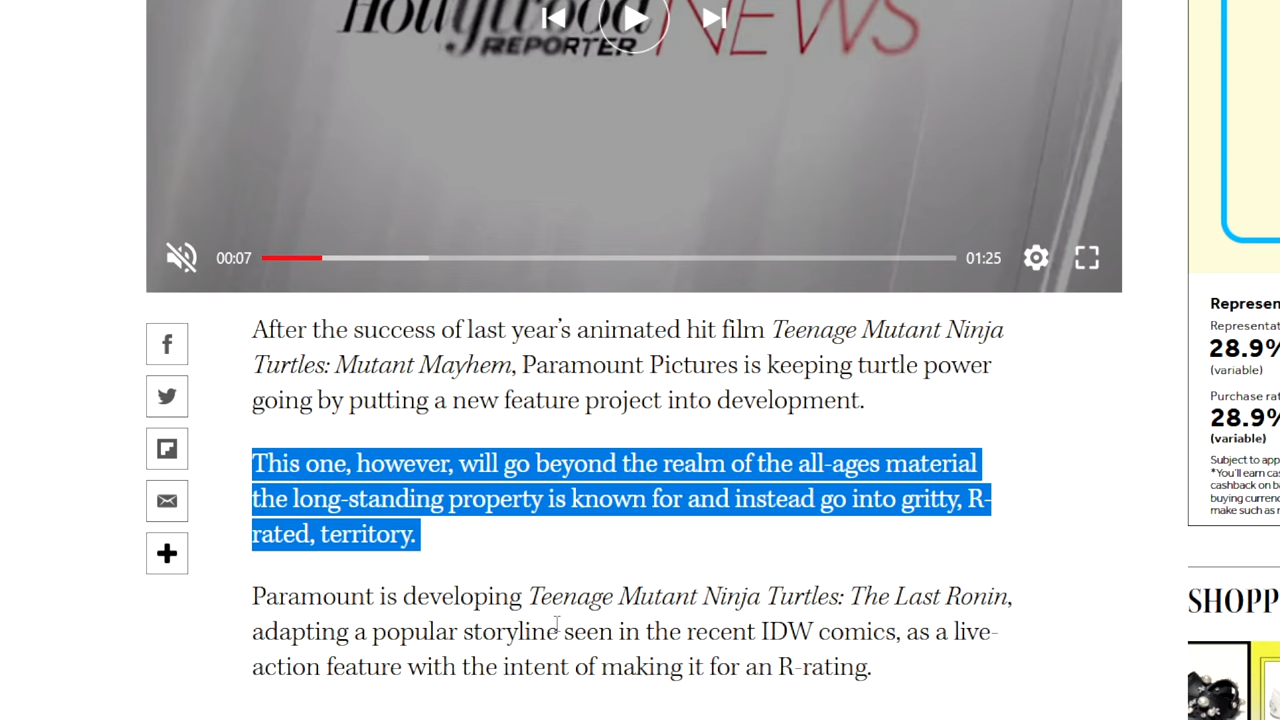 Hollywood
REPORTER NEWS
00:07
01:25
After the success of last year's animated hit film Teenage Mutant Ninja
Turtles: Mutant Mayhem, Paramount Pictures is keeping turtle power
going by putting a new feature project into development.
This one, however, will go beyond the realm of the all-ages material
the long-standing property is known for and instead go into gritty, R-
rated, territory.
Paramount is developing Teenage Mutant Ninja Turtles: The Last Ronin,
adapting a popular storyline seen in the recent IDW comics, as a live-
action feature with the intent of making it for an R-rating.
Represen
Representat
28.9%
(variable)
Purchase rat
28.9%
(variable)
Subject to app
*You'll earn cas
cashback on b
buying currenc
make such as m
SHOPP